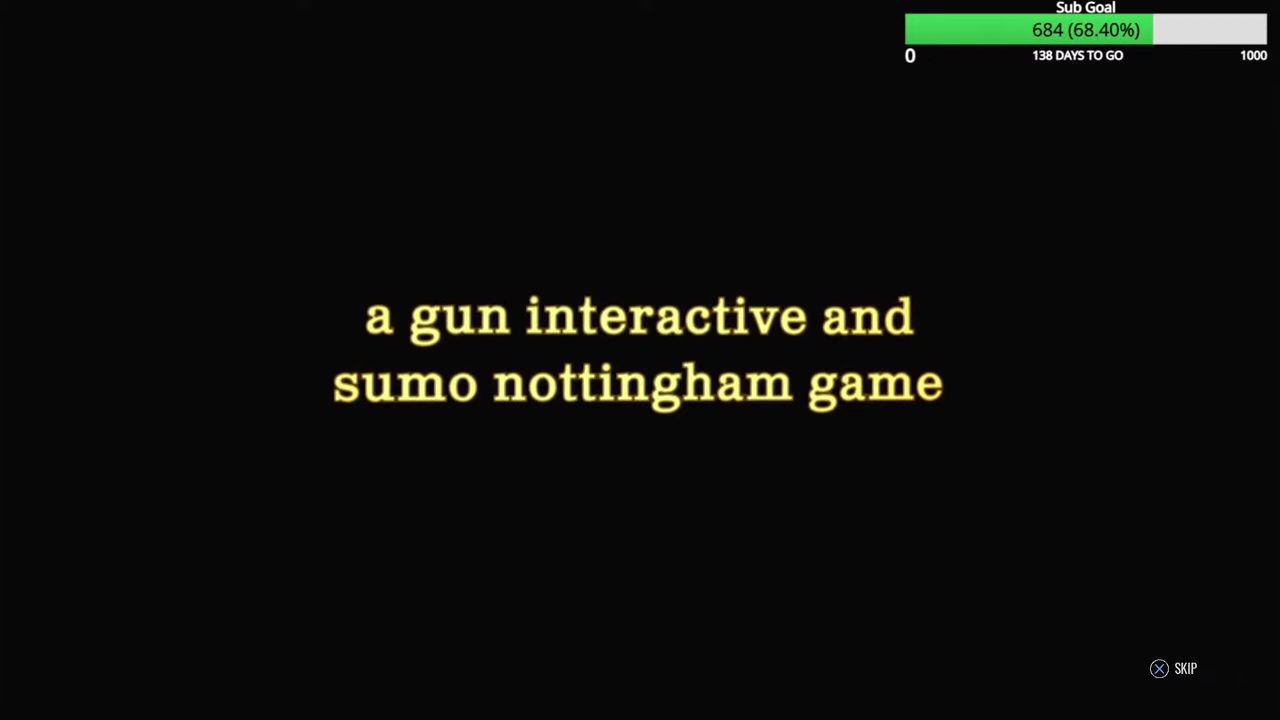 Sub Goal
684 (68.40%)
0 138 DAYS TO GO 1000
a gun interactive and
sumo nottingham game
SKIP